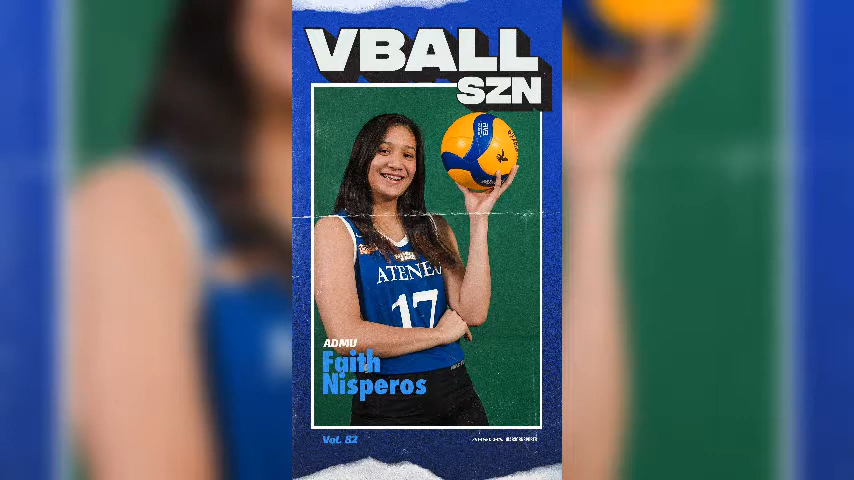 VBALL
SZN
ATENEO
17
ADMU
Faith
Nisperos
Vol. 82